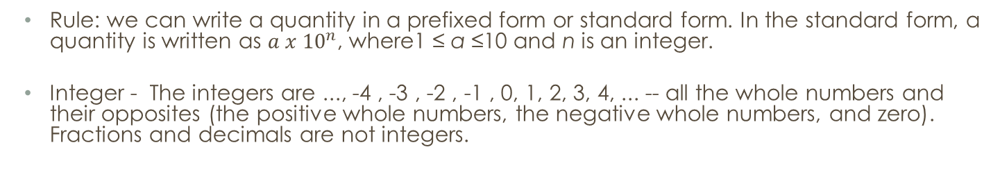 • Rule: we can write a quantity in a prefixed form or standard form. In the standard form, a
quantity is written as a x 10ⁿ, where1 ≤ a ≤10 and n is an integer.
• Integer - The integers are ..., -4 , -3 , -2 , -1 , 0, 1, 2, 3, 4, ... -- all the whole numbers and
their opposites (the positive whole numbers, the negative whole numbers, and zero).
Fractions and decimals are not integers.